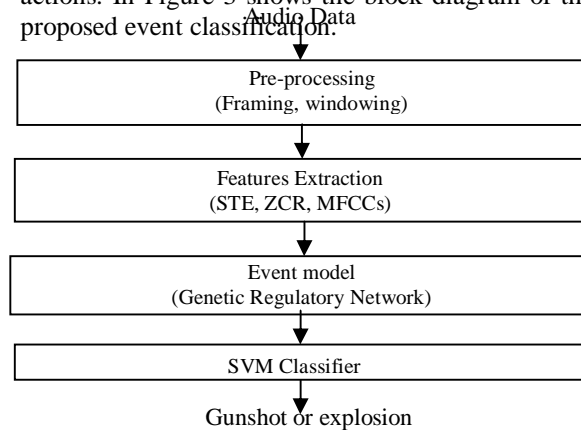 actions. In Figure 3 shows the block diagram of th
proposed event classification.
Audio Data
Pre-processing
(Framing, windowing)
Features Extraction
(STE, ZCR, MFCCs)
Event model
(Genetic Regulatory Network)
SVM Classifier
Gunshot or explosion